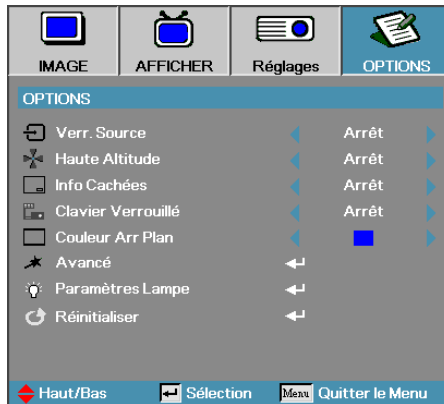 IMAGE AFFICHER Réglages OPTIONS
OPTIONS
Verr. Source Arrêt
Haute Altitude Arrêt
Info Cachées Arrêt
Clavier Verrouillé Arrêt
Couleur Arr Plan
Avancé
Paramètres Lampe
Réinitialiser
Haut/Bas Sélection Menu Quitter le Menu